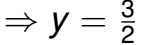 ⇒ y = 3/2